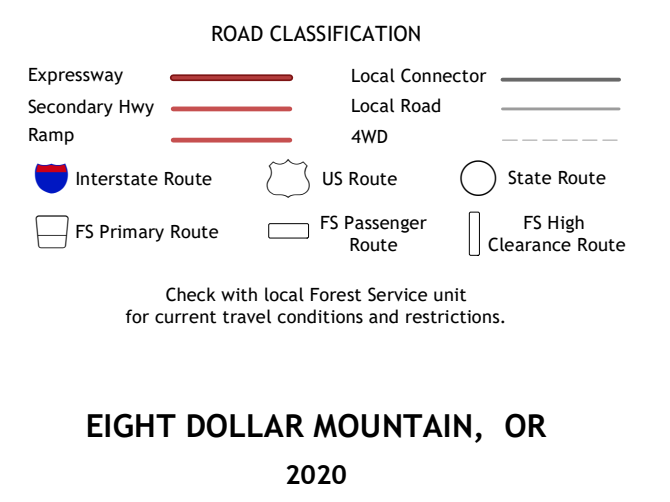 ROAD CLASSIFICATION
Expressway
Local Connector
Secondary Hwy
Local Road
Ramp
4WD
Interstate Route
US Route
State Route
FS Primary Route
FS Passenger
Route
FS High
Clearance Route
Check with local Forest Service unit
for current travel conditions and restrictions.
EIGHT DOLLAR MOUNTAIN, OR
2020